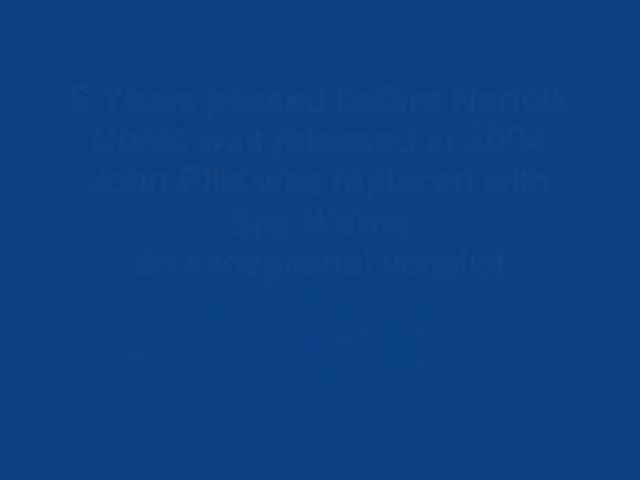 6 Years passed before Norfolk
Coast was released in 2004
John Ellis was replaced with
Baz Warne
an exceptional vocalist